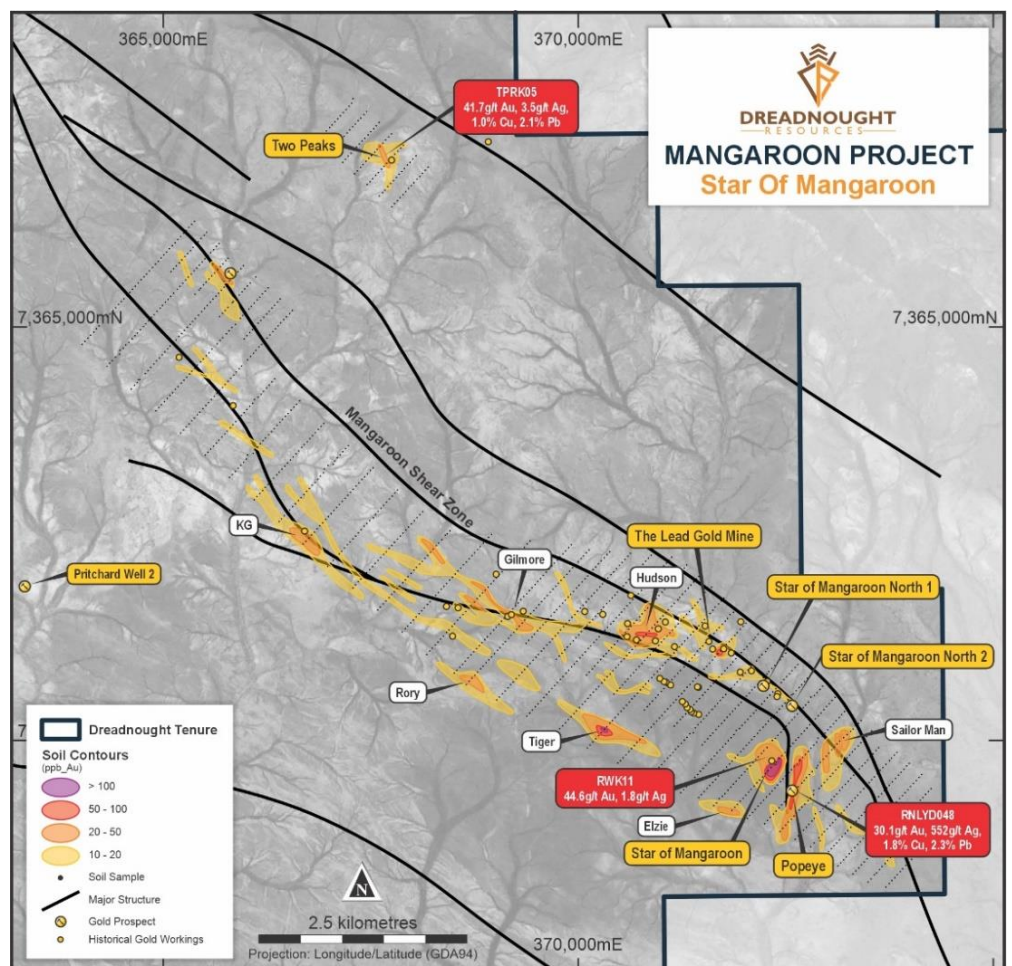 365,000mE
370,000mE
DREADNOUGHT
RESOURCES
MANGAROON PROJECT
Star Of Mangaroon
TPRK05
41.7g/t Au, 3.5g/t Ag,
1.0% Cu, 2.1% Pb
Two Peaks
7,365,000mN
7,365,000mN
Mangaroon Shear Zone
KG
The Lead Gold Mine
Gilmore
Hudson
Pritchard Well 2
Star of Mangaroon North 1
Star of Mangaroon North 2
Rory
Sailor Man
Tiger
RWK11
44.6g/t Au, 1.8g/t Ag
Elzie
Star of Mangaroon
Popeye
RNLYD048
30.1g/t Au, 552g/t Ag,
1.8% Cu, 2.3% Pb
7
Dreadnought Tenure
Soil Contours
(ppb_Au)
> 100
50 - 100
20 - 50
10 - 20
Soil Sample
Major Structure
Gold Prospect
Historical Gold Workings
N
2.5 kilometres
Projection: Longitude/Latitude (GDA94)
370,000mE